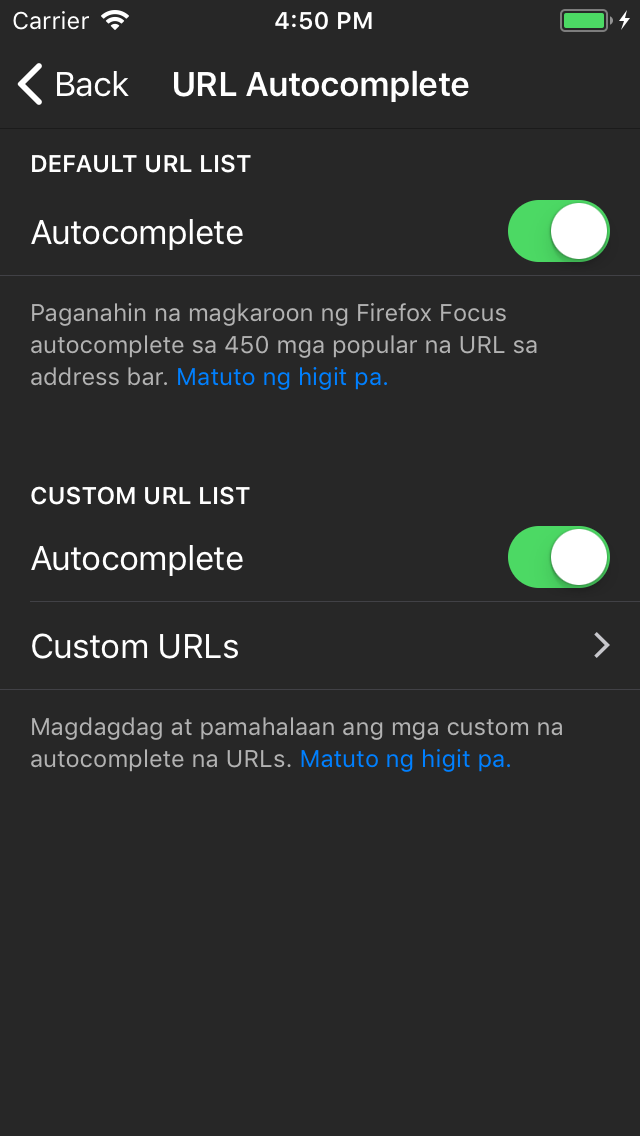 Carrier 4:50 PM
Back URL Autocomplete
DEFAULT URL LIST
Autocomplete
Paganahin na magkaroon ng Firefox Focus
autocomplete sa 450 mga popular na URL sa
address bar. Matuto ng higit pa.
CUSTOM URL LIST
Autocomplete
Custom URLs
Magdagdag at pamahalaan ang mga custom na
autocomplete na URLs. Matuto ng higit pa.